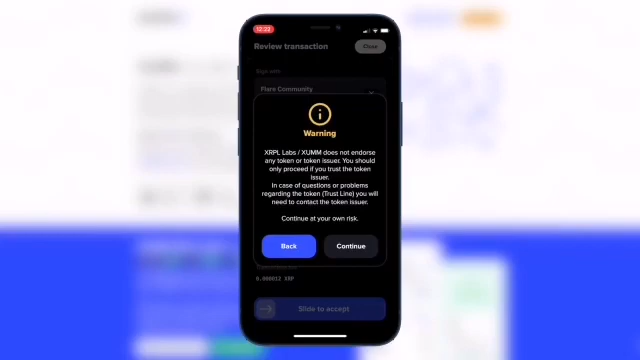 12:22
Review transaction
Close
Flare Community
Warning
XRPL Labs / XUMM does not endorse
any token or token issuer. You should
only proceed if you trust the token
issuer.
In case of questions or problems
regarding the token (Trust Line) you will
need to contact the token issuer.
Continue at your own risk.
Back
Continue
0.000012 XRP
Slide to accept